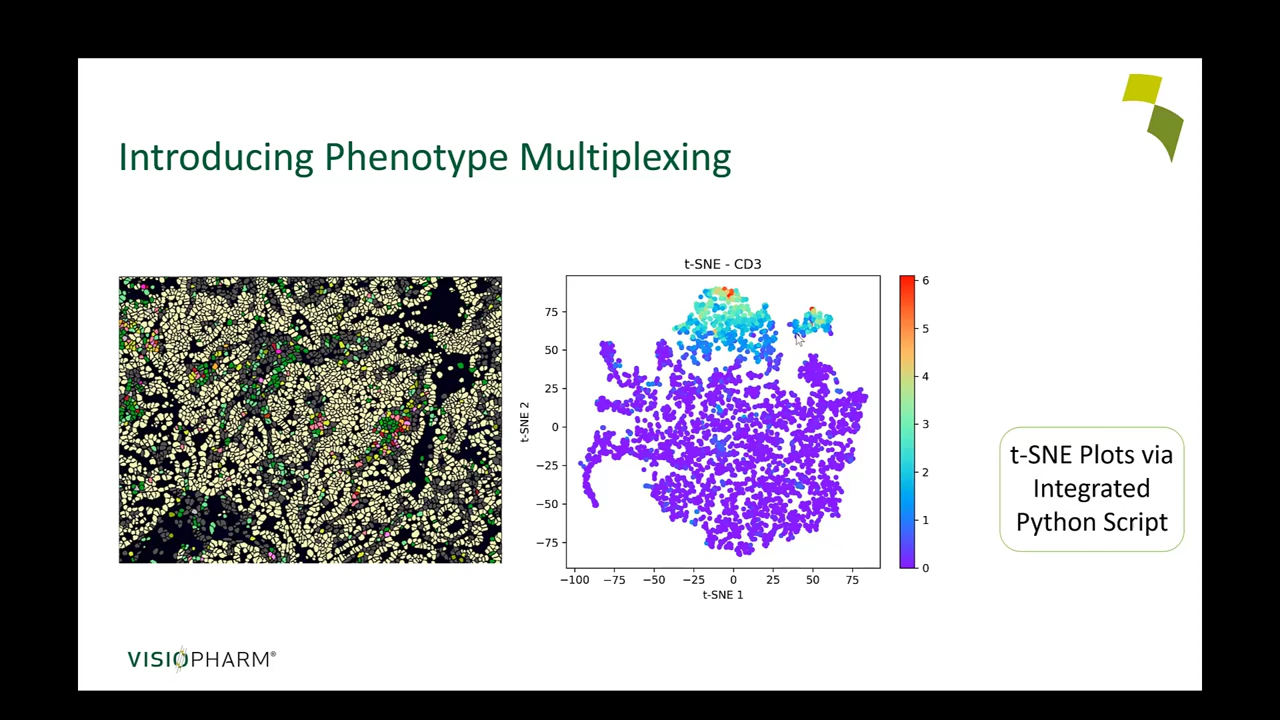 Introducing Phenotype Multiplexing
t-SNE - CD3
75
50
25
0
−25
−50
−75
t-SNE 2
−100 −75 −50 −25 0 25 50 75
t-SNE 1
6
5
4
3
2
1
0
t-SNE Plots via
Integrated
Python Script
VISIOPHARM®